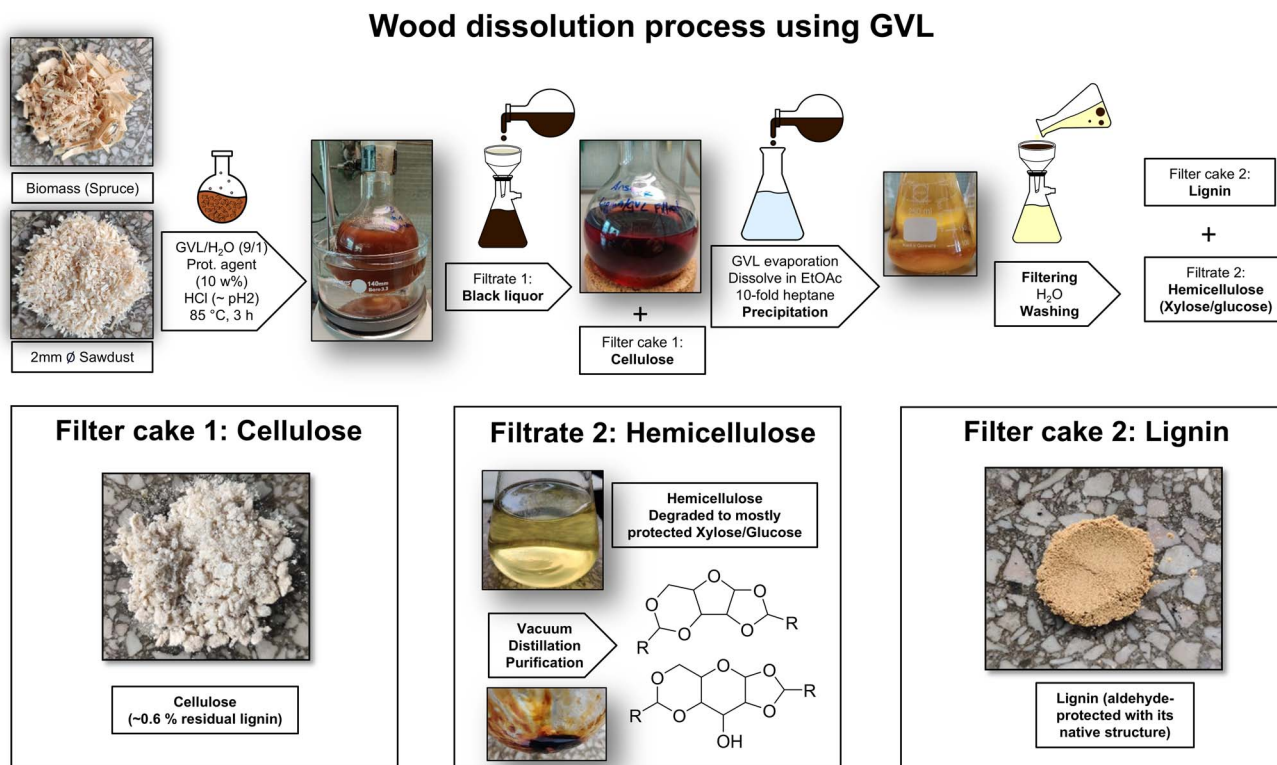 Wood dissolution process using GVL
Biomass (Spruce)
2mm Ø Sawdust
GVL/H₂O (9/1)
Prot. agent
(10 w%)
HCl (~ pH2)
85 °C, 3 h
140mm
Filtrate 1:
Black liquor
+
Filter cake 1:
Cellulose
GVL evaporation
Dissolve in EtOAc
10-fold heptane
Precipitation
Filtering
H₂O
Washing
Filter cake 2:
Lignin
+
Filtrate 2:
Hemicellulose
(Xylose/glucose)
Filter cake 1: Cellulose
Cellulose
(~0.6 % residual lignin)
Filtrate 2: Hemicellulose
Hemicellulose
Degraded to mostly
protected Xylose/Glucose
Vacuum
Distillation
Purification
O O
O R
O O
R
O O
R
O O
R O
OH
Filter cake 2: Lignin
Lignin (aldehyde-
protected with its
native structure)